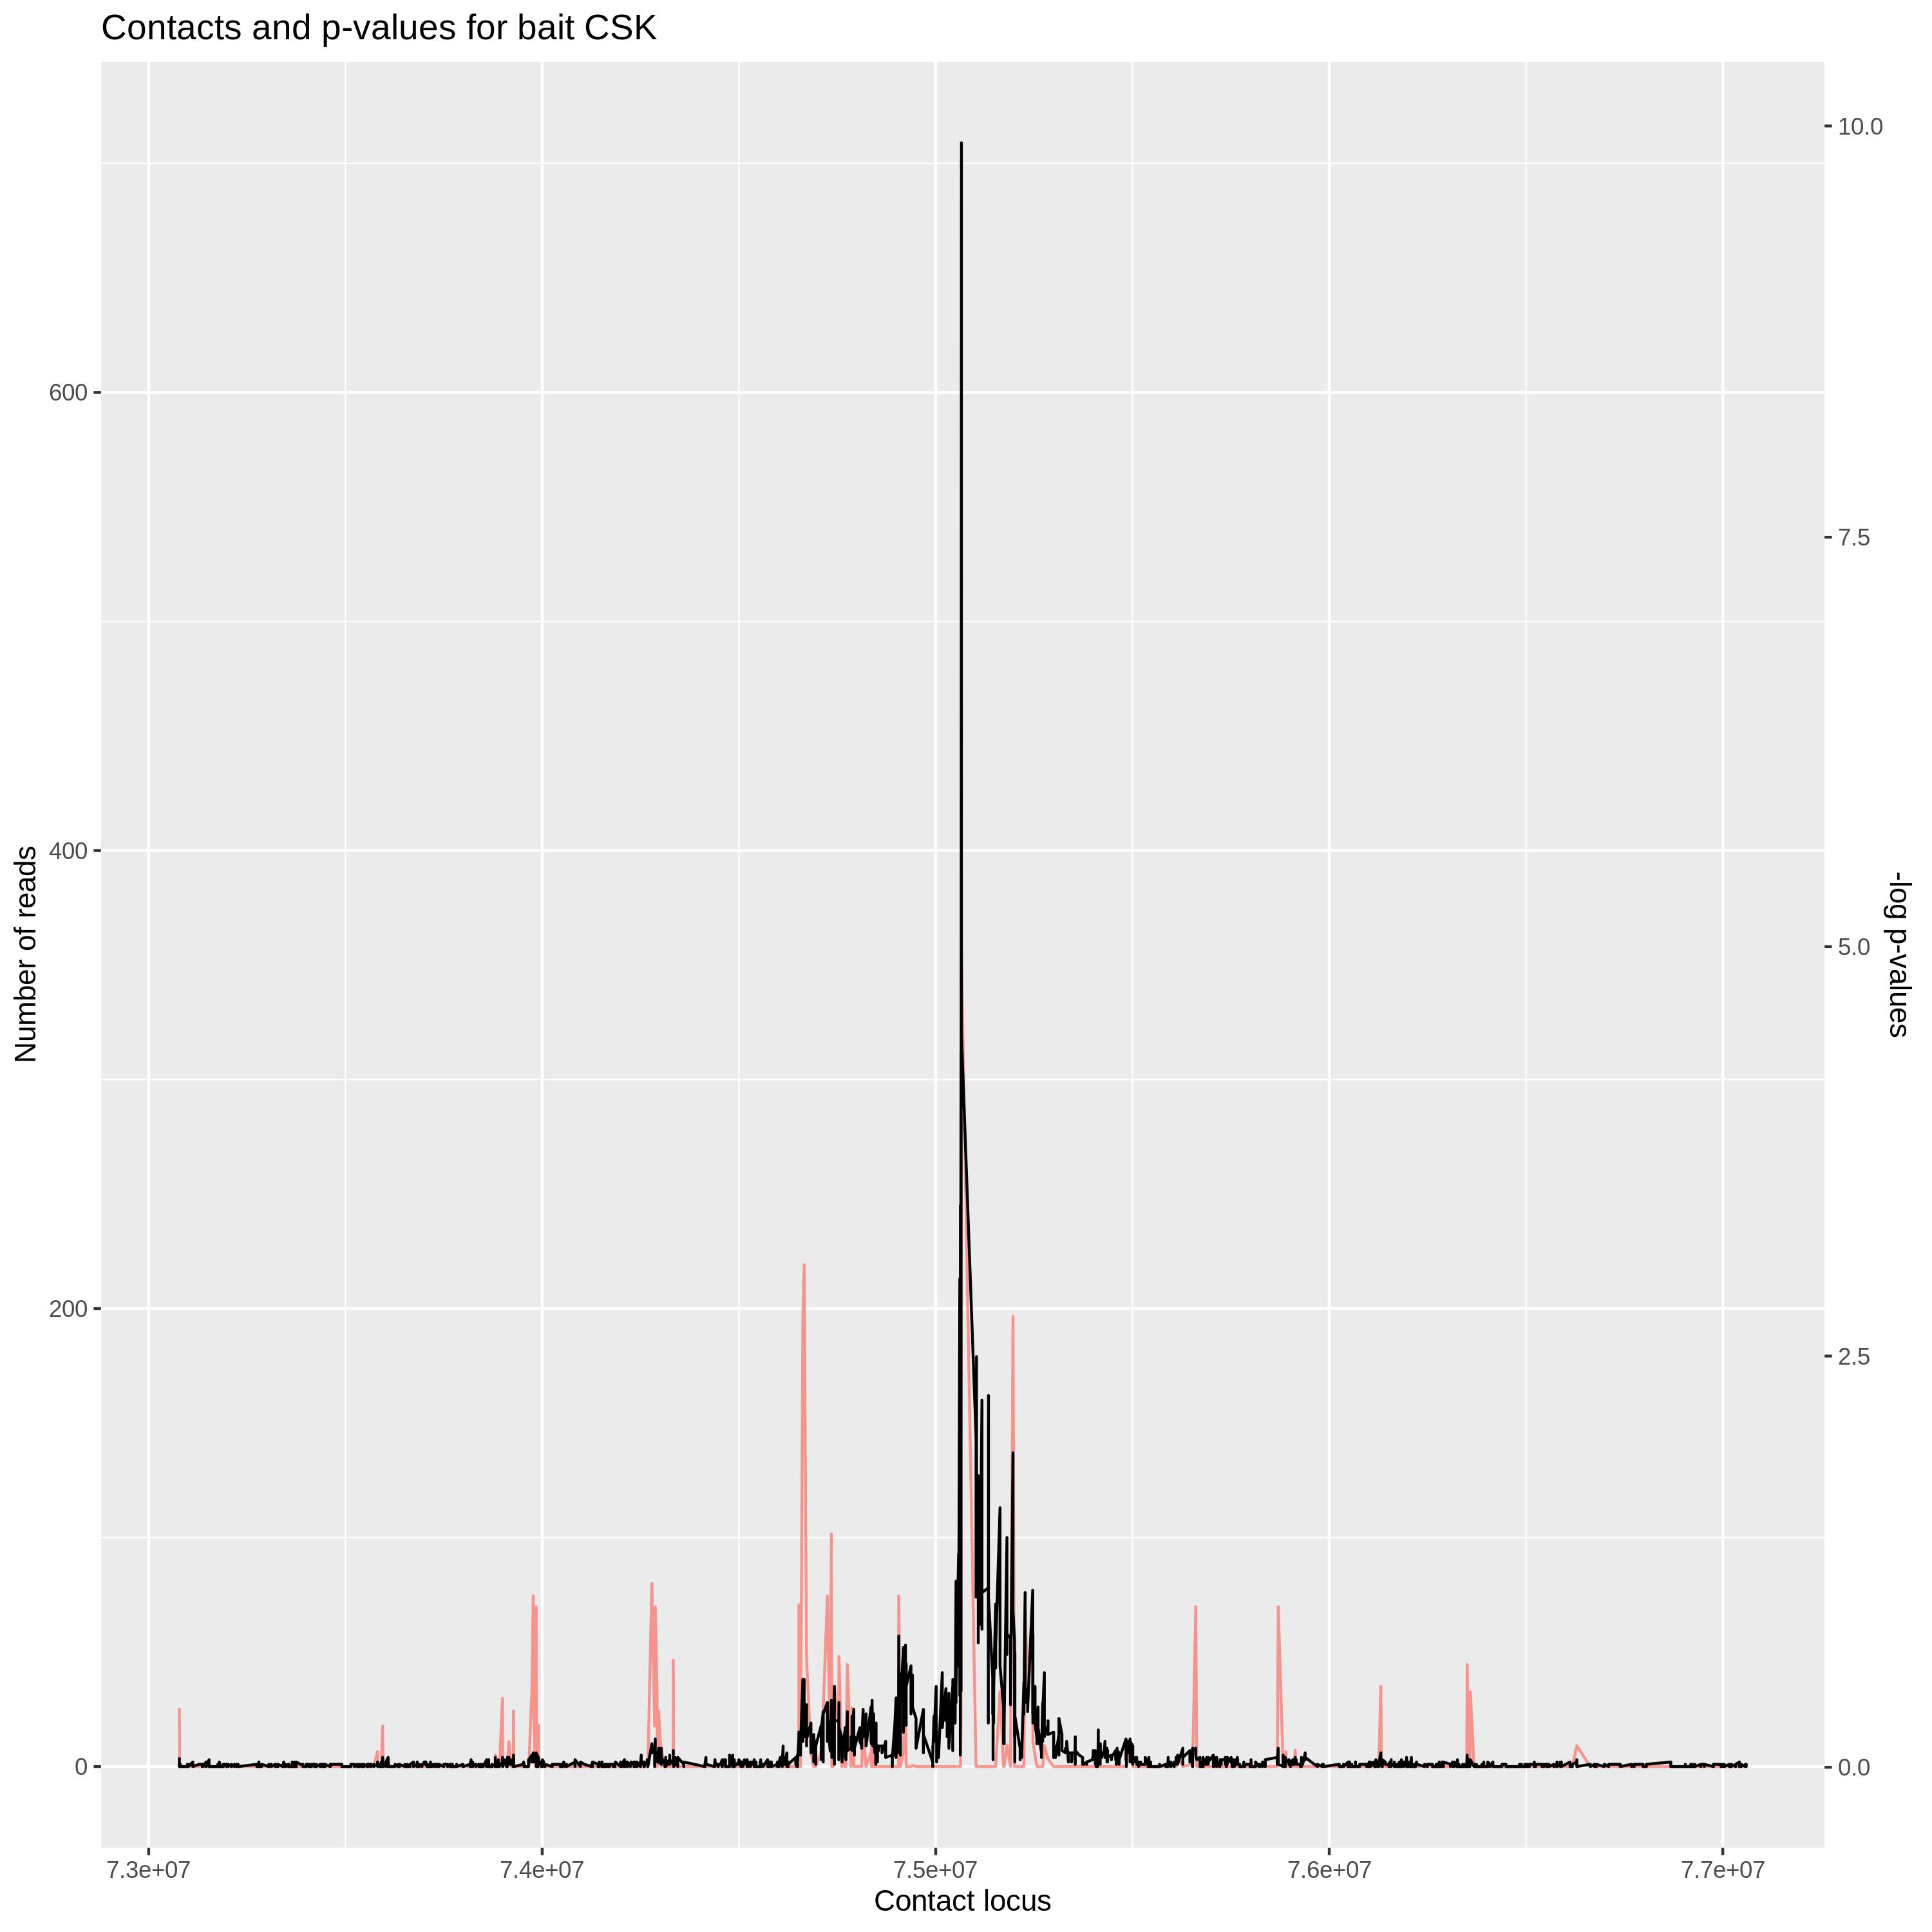 Contacts and p-values for bait CSK
10.0
7.5
600
5.0
400
2.5
200
0.0
0
Number of reads
-log p-values
7.3e+07 7.4e+07 7.5e+07 7.6e+07 7.7e+07
Contact locus